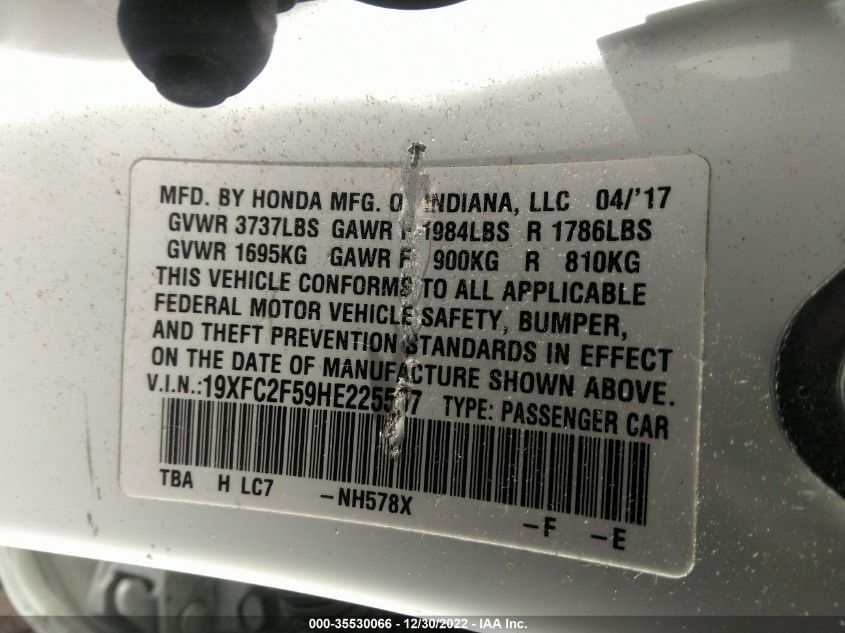 MFD. BY HONDA MFG. O INDIANA, LLC 04/'17
GVWR 3737LBS GAWR F 1984LBS R 1786LBS
GVWR 1695KG GAWR F 900KG R 810KG
THIS VEHICLE CONFORMS TO ALL APPLICABLE
FEDERAL MOTOR VEHICLE SAFETY, BUMPER,
AND THEFT PREVENTION STANDARDS IN EFFECT
ON THE DATE OF MANUFACTURE SHOWN ABOVE.
V.I.N.: TYPE: PASSENGER CAR
TBA H LC7 -NH578X -F -E
000-35530066 - 12/30/2022 - IAA Inc.